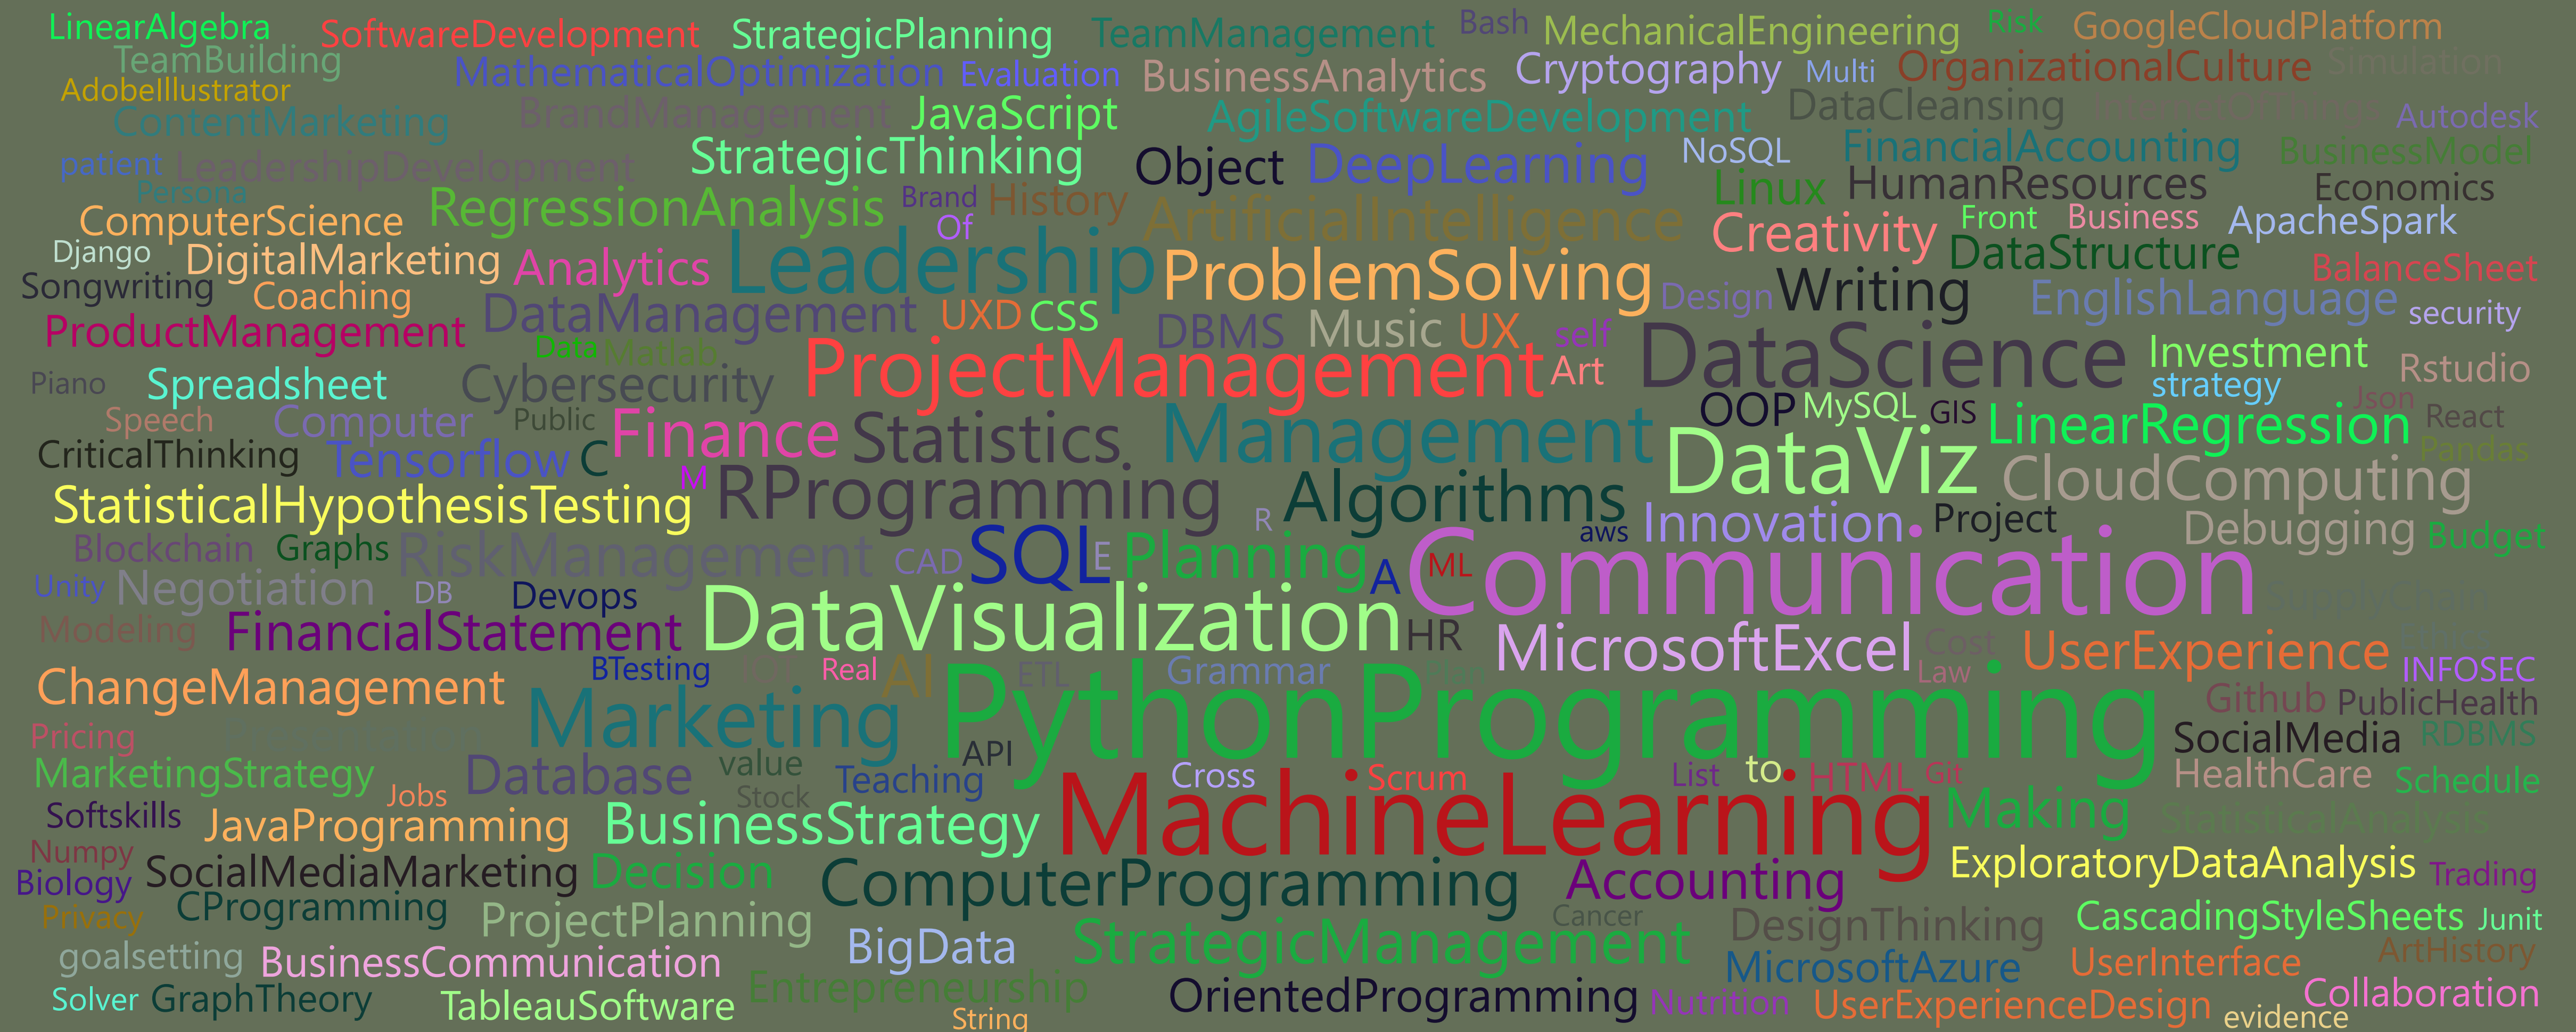 LinearAlgebra SoftwareDevelopment StrategicPlanning TeamManagement Bash MechanicalEngineering Risk GoogleCloudPlatform
TeamBuilding MathematicalOptimization Evaluation BusinessAnalytics Cryptography Multi OrganizationalCulture Simulation
AdobeIllustrator BrandManagement JavaScript AgileSoftwareDevelopment DataCleansing Autodesk
ContentMarketing StrategicThinking Object DeepLearning NoSQL FinancialAccounting BusinessModel
patient LeadershipDevelopment Linux HumanResources Economics
Persona RegressionAnalysis Brand History ArtificialIntelligence
ComputerScience Of Creativity Front Business ApacheSpark
Django DigitalMarketing Analytics Leadership ProblemSolving DataStructure BalanceSheet
Songwriting Coaching Design Writing EnglishLanguage security
ProductManagement DataManagement UXD CSS DBMS Music UX self
Data Matlab ProjectManagement Art DataScience Investment Rstudio
Piano Spreadsheet Cybersecurity strategy Json
Speech Computer Public Finance Statistics Management OOP MySQL GIS LinearRegression React
CriticalThinking Tensorflow C DataViz Pandas
StatisticalHypothesisTesting M RProgramming Algorithms CloudComputing
R aws Innovation Project Debugging Budget
Blockchain Graphs RiskManagement CAD SQL E Planning A ML Communication
Unity Negotiation DB Devops SupplyChain
Modeling FinancialStatement DataVisualization HR MicrosoftExcel Cost UserExperience
BTesting Real AI ETL Grammar Law INFOSEC
ChangeManagement Marketing PythonProgramming Github PublicHealth
Pricing API SocialMedia RDBMS
MarketingStrategy Database value Teaching Cross Scrum List to HTML Git HealthCare Schedule
Jobs Stock MachineLearning
Softskills JavaProgramming BusinessStrategy Making StatisticalAnalysis
Numpy SocialMediaMarketing Decision ComputerProgramming Accounting ExploratoryDataAnalysis Trading
Biology
Privacy CProgramming ProjectPlanning StrategicManagement Cancer DesignThinking CascadingStyleSheets Junit
goalsetting BusinessCommunication BigData MicrosoftAzure UserInterface ArtHistory
Solver GraphTheory TableauSoftware Entrepreneurship OrientedProgramming Nutrition UserExperienceDesign Collaboration
String evidence